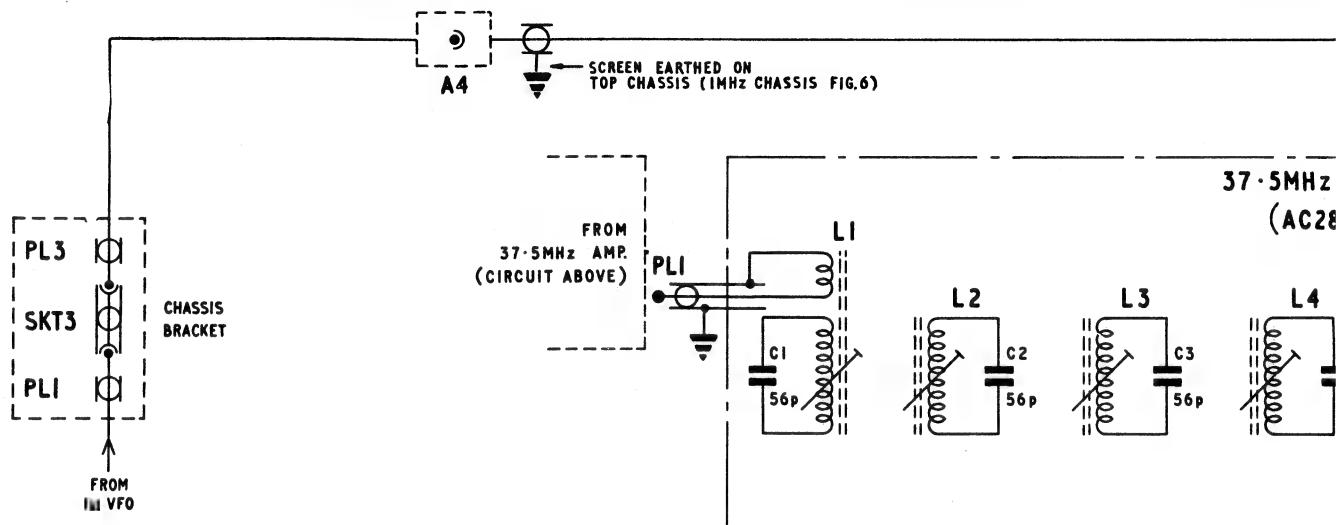 A4
SCREEN EARTHED ON
TOP CHASSIS (1MHz CHASSIS FIG.6)
37·5MHz
(AC28
FROM
37·5MHz AMP.
(CIRCUIT ABOVE)
PL1
L1
L2
L3
L4
C1
56p
C2
56p
C3
56p
PL3
SKT3
PL1
CHASSIS
BRACKET
FROM
VFO